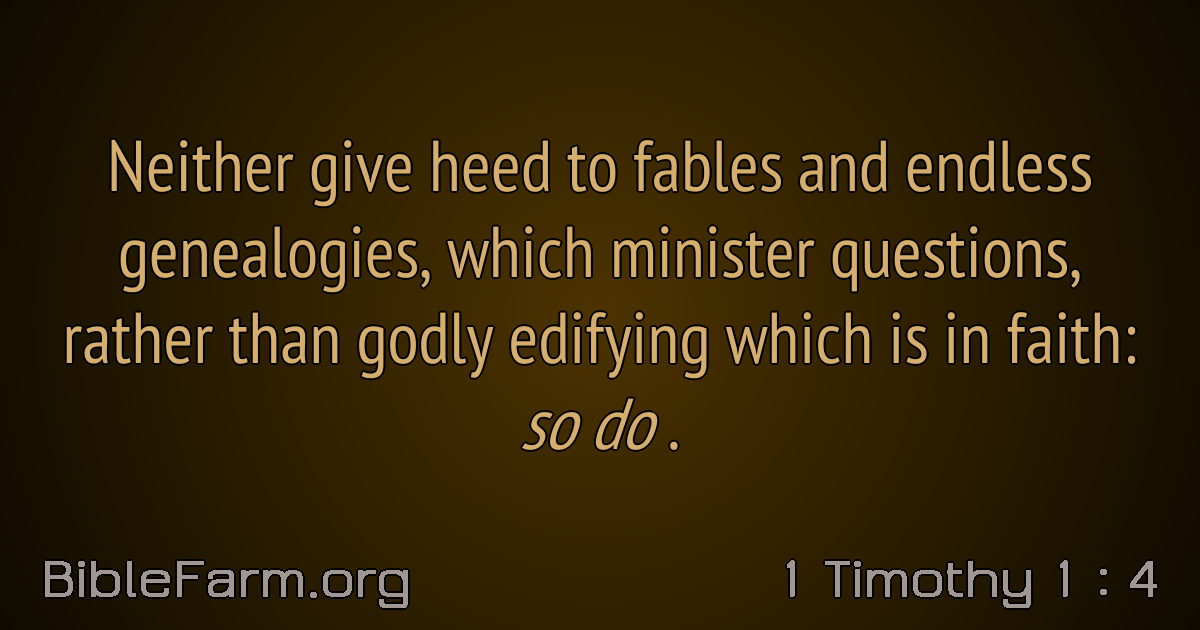 Neither give heed to fables and endless
genealogies, which minister questions,
rather than godly edifying which is in faith:
so do .
BibleFarm.org
1 Timothy 1 : 4